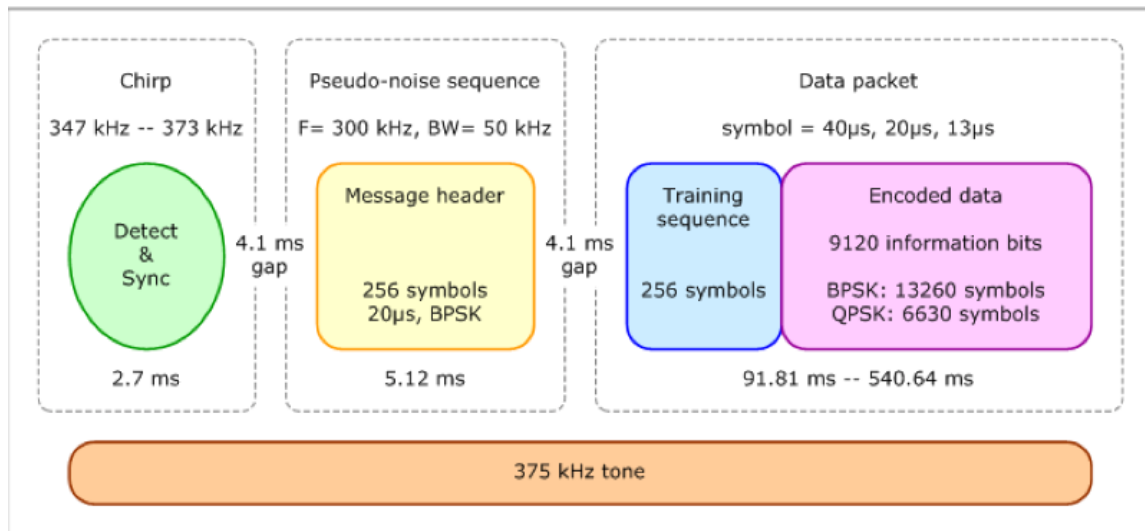 Chirp
347 kHz -- 373 kHz
Detect
&
Sync
2.7 ms
4.1 ms
gap
Pseudo-noise sequence
F= 300 kHz, BW= 50 kHz
Message header
256 symbols
20µs, BPSK
5.12 ms
4.1 ms
gap
Data packet
symbol = 40µs, 20µs, 13µs
Training
sequence
256 symbols
Encoded data
9120 information bits
BPSK: 13260 symbols
QPSK: 6630 symbols
91.81 ms -- 540.64 ms
375 kHz tone